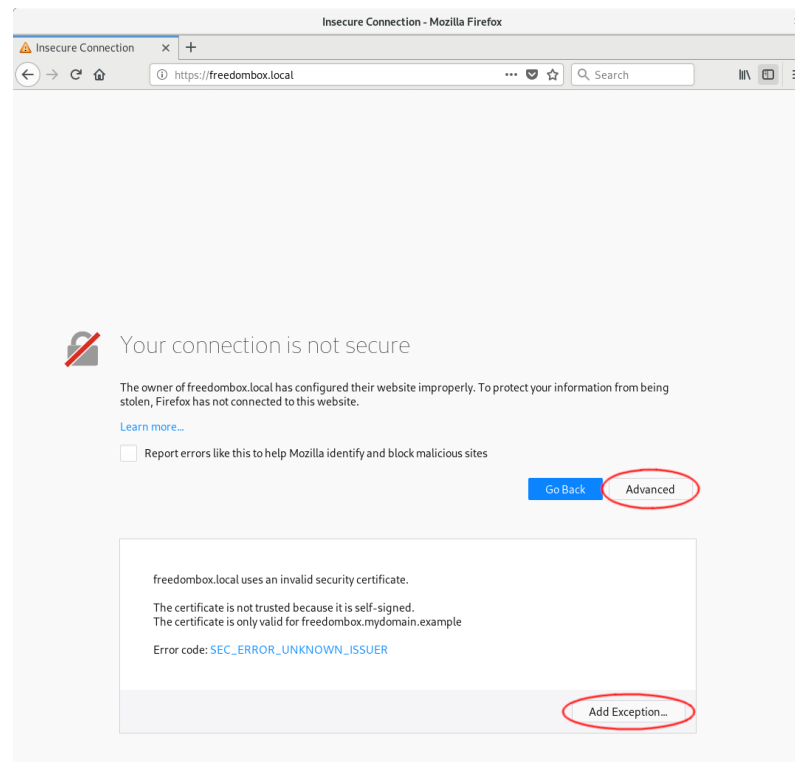 Insecure Connection - Mozilla Firefox
Insecure Connection
https://freedombox.local
Search
Your connection is not secure
The owner of freedombox.local has configured their website improperly. To protect your information from being
stolen, Firefox has not connected to this website.
Learn more...
Report errors like this to help Mozilla identify and block malicious sites
Go Back
Advanced
freedombox.local uses an invalid security certificate.
The certificate is not trusted because it is self-signed.
The certificate is only valid for freedombox.mydomain.example
Error code: SEC_ERROR_UNKNOWN_ISSUER
Add Exception...